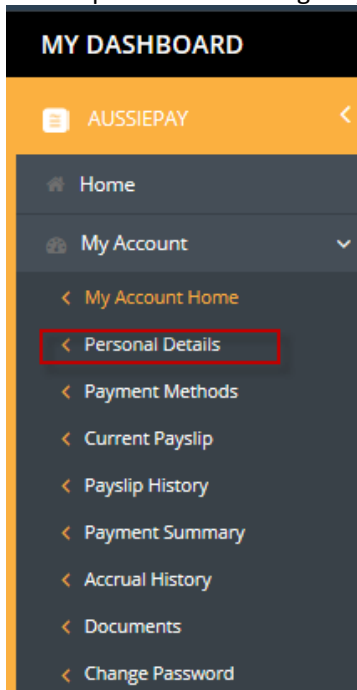 MY DASHBOARD
AUSSIEPAY
Home
My Account
My Account Home
Personal Details
Payment Methods
Current Payslip
Payslip History
Payment Summary
Accrual History
Documents
Change Password